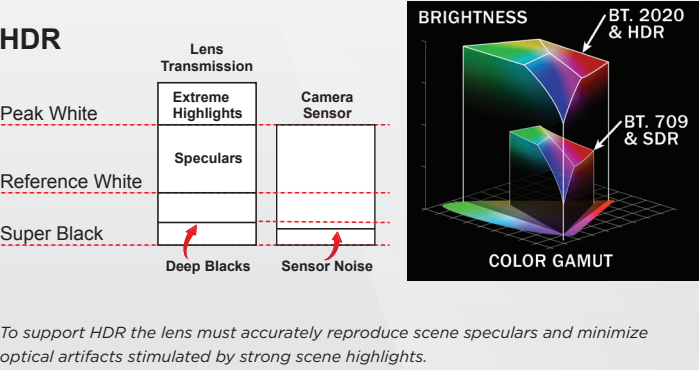 HDR
Lens
Transmission
Extreme
Highlights
Camera
Sensor
Peak White
Speculars
Reference White
Super Black
Deep Blacks
Sensor Noise
BRIGHTNESS
BT. 2020
& HDR
BT. 709
& SDR
COLOR GAMUT
To support HDR the lens must accurately reproduce scene speculars and minimize
optical artifacts stimulated by strong scene highlights.